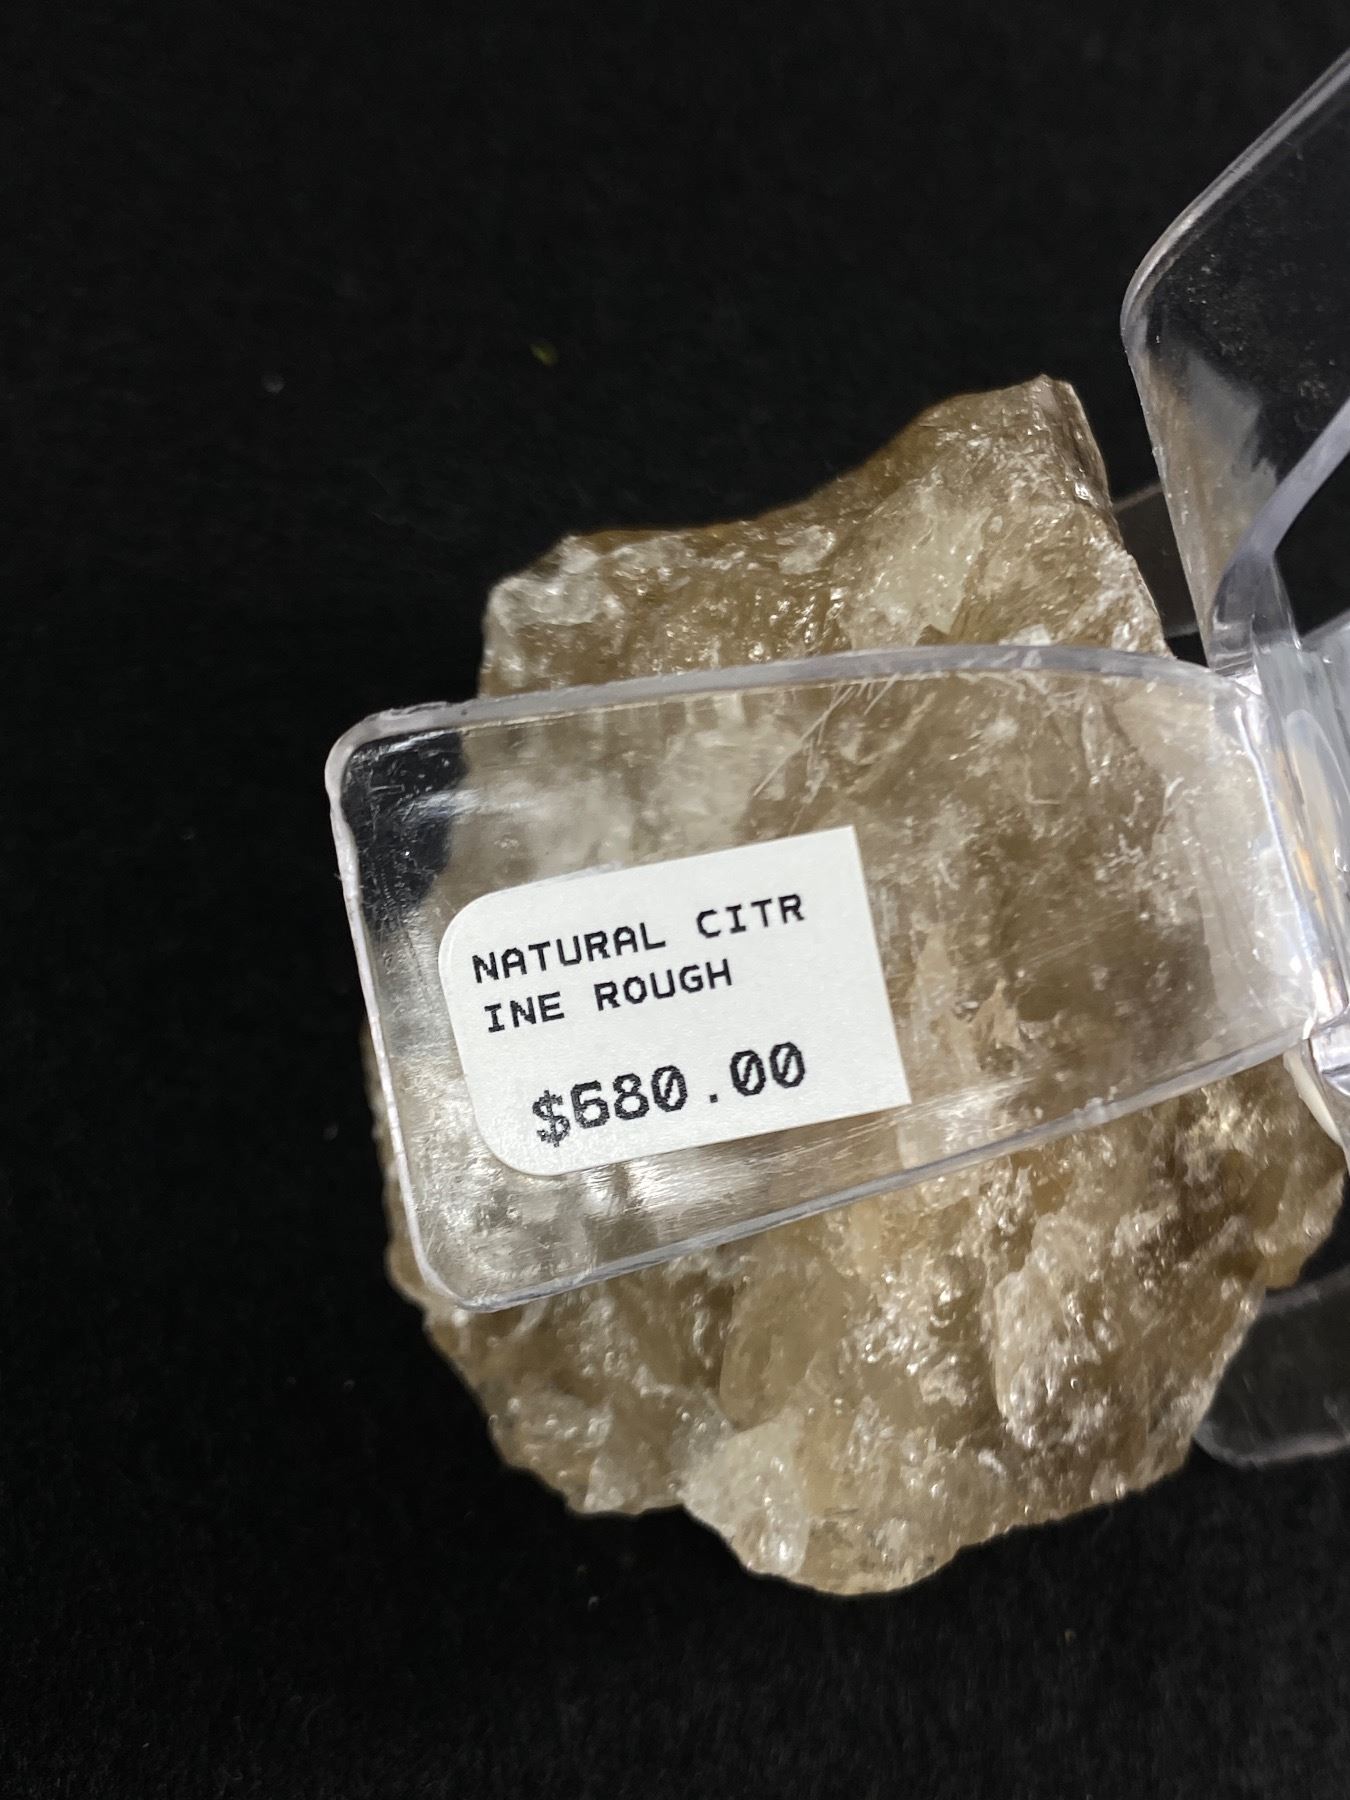 NATURAL CITR
INE ROUGH
$680.00